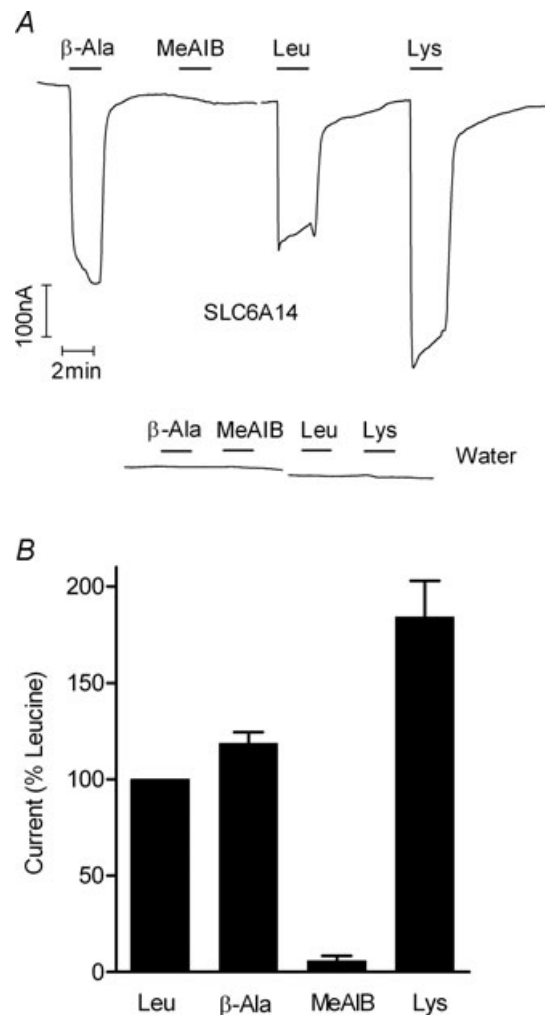 A
β-Ala MeAIB Leu Lys
100nA
2min
SLC6A14
β-Ala MeAIB Leu Lys
Water
B
200
150
100
50
0
Current (% Leucine)
Leu β-Ala MeAIB Lys